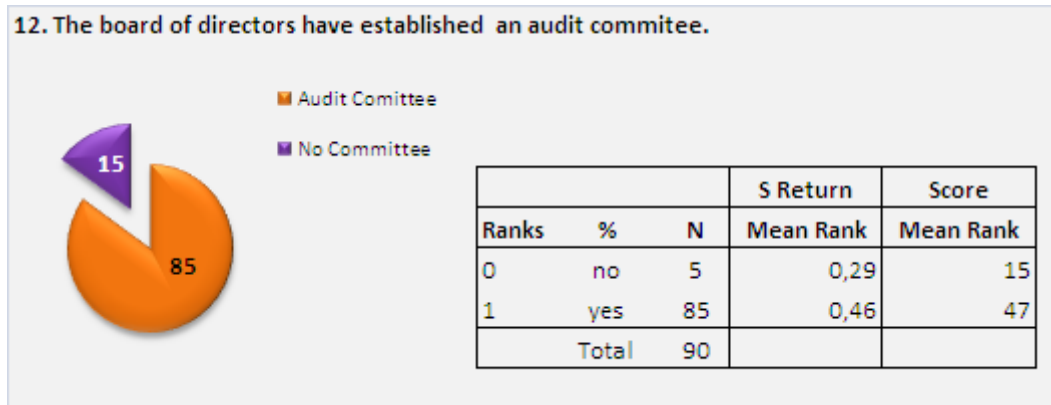 12. The board of directors have established  an audit commitee.
Audit Comittee
No Committee
15
85
S Return Score
Ranks % N Mean Rank Mean Rank
0 no 5 0,29 15
1 yes 85 0,46 47
Total 90